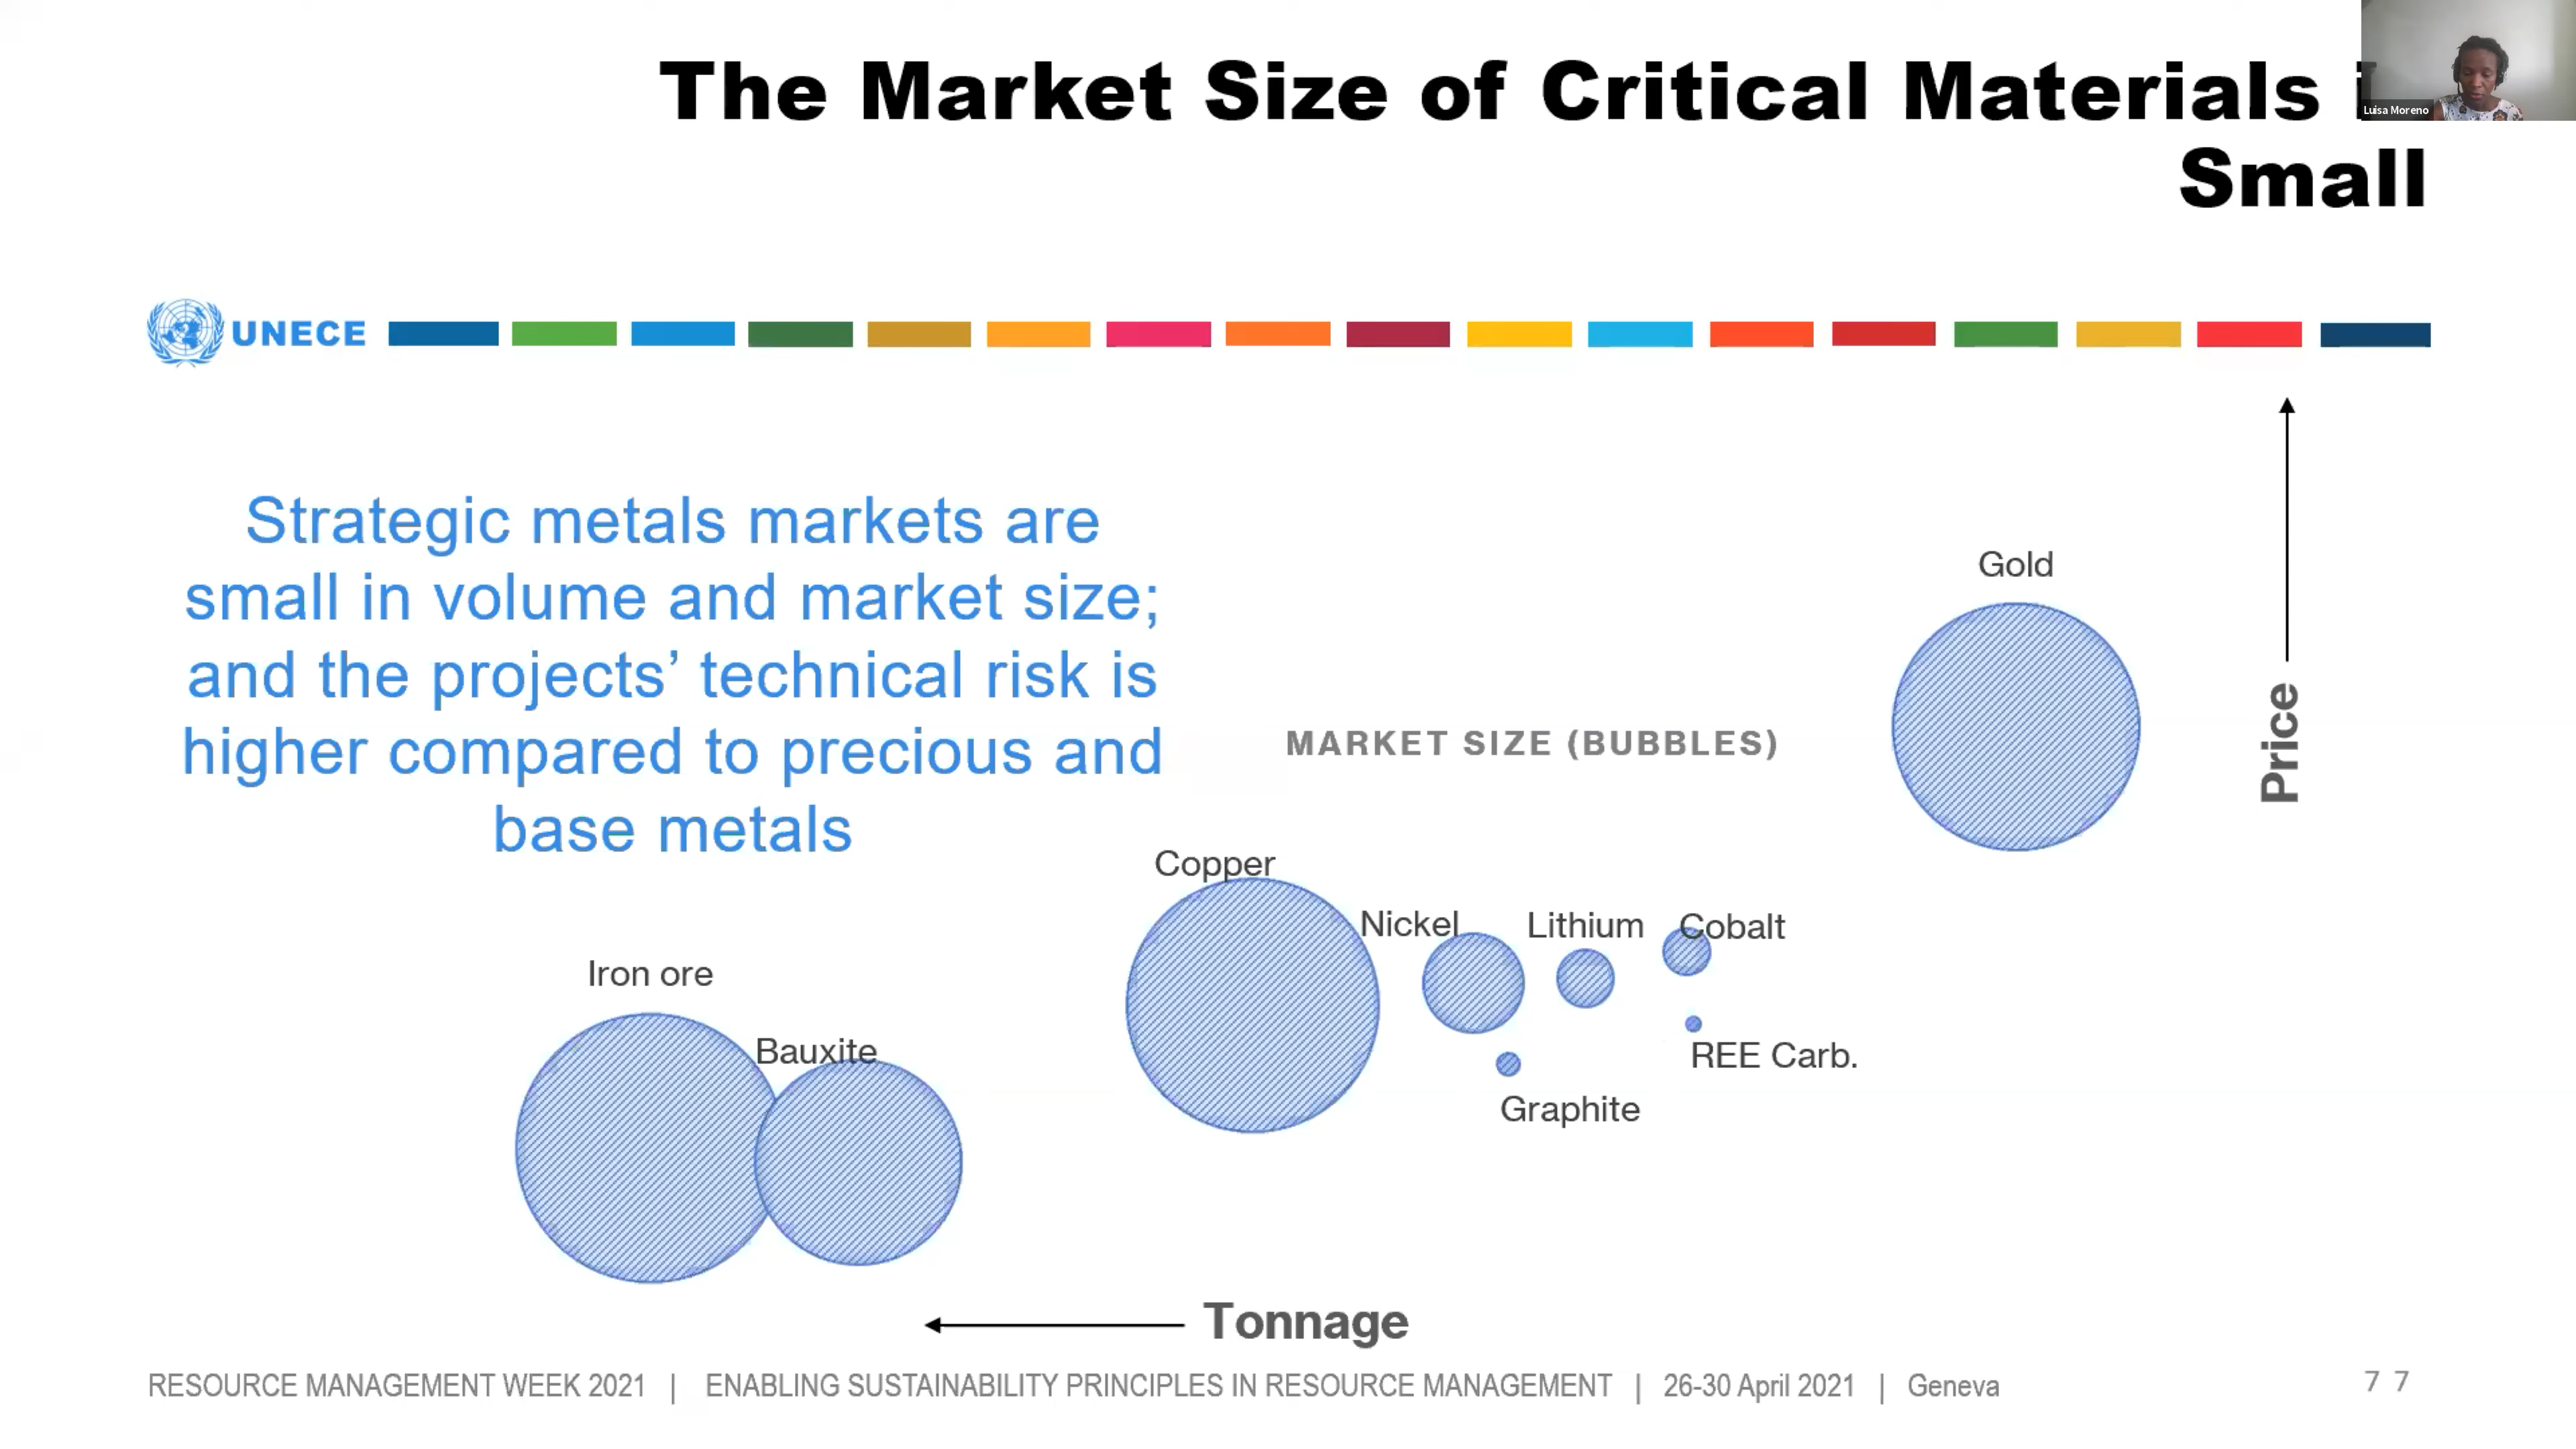 The Market Size of Critical Materials
Small
Luisa Moreno
UNECE
Strategic metals markets are
small in volume and market size;
and the projects’ technical risk is
higher compared to precious and
base metals
MARKET SIZE (BUBBLES)
Gold
Price
Copper
Nickel
Lithium
Cobalt
Iron ore
Bauxite
REE Carb.
Graphite
Tonnage
RESOURCE MANAGEMENT WEEK 2021 | ENABLING SUSTAINABILITY PRINCIPLES IN RESOURCE MANAGEMENT | 26-30 April 2021 | Geneva
7 7